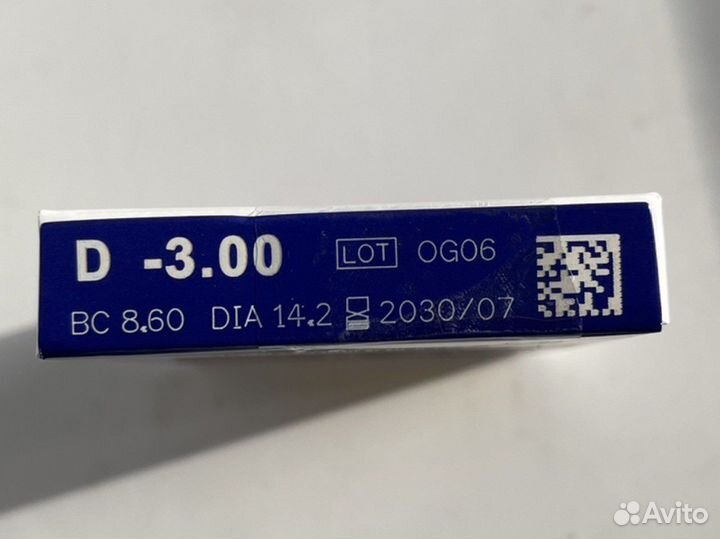 D -3.00 LOT OG06
BC 8.60 DIA 14.2 2030/07
Avito